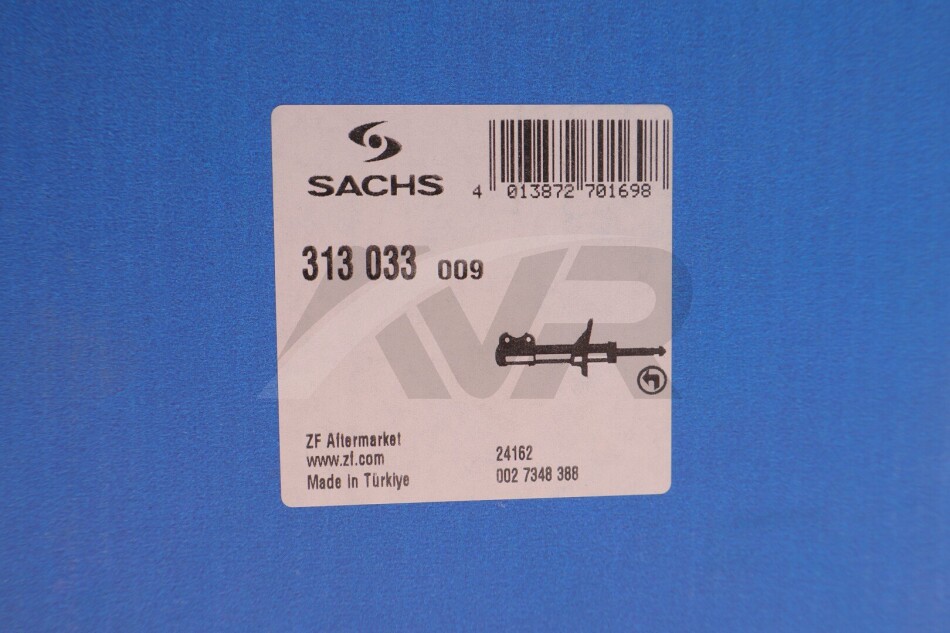 SACHS
4 013872 701698
313 033 009
AVR
ZF Aftermarket
www.zf.com
Made in Türkiye
24162
002 7348 388